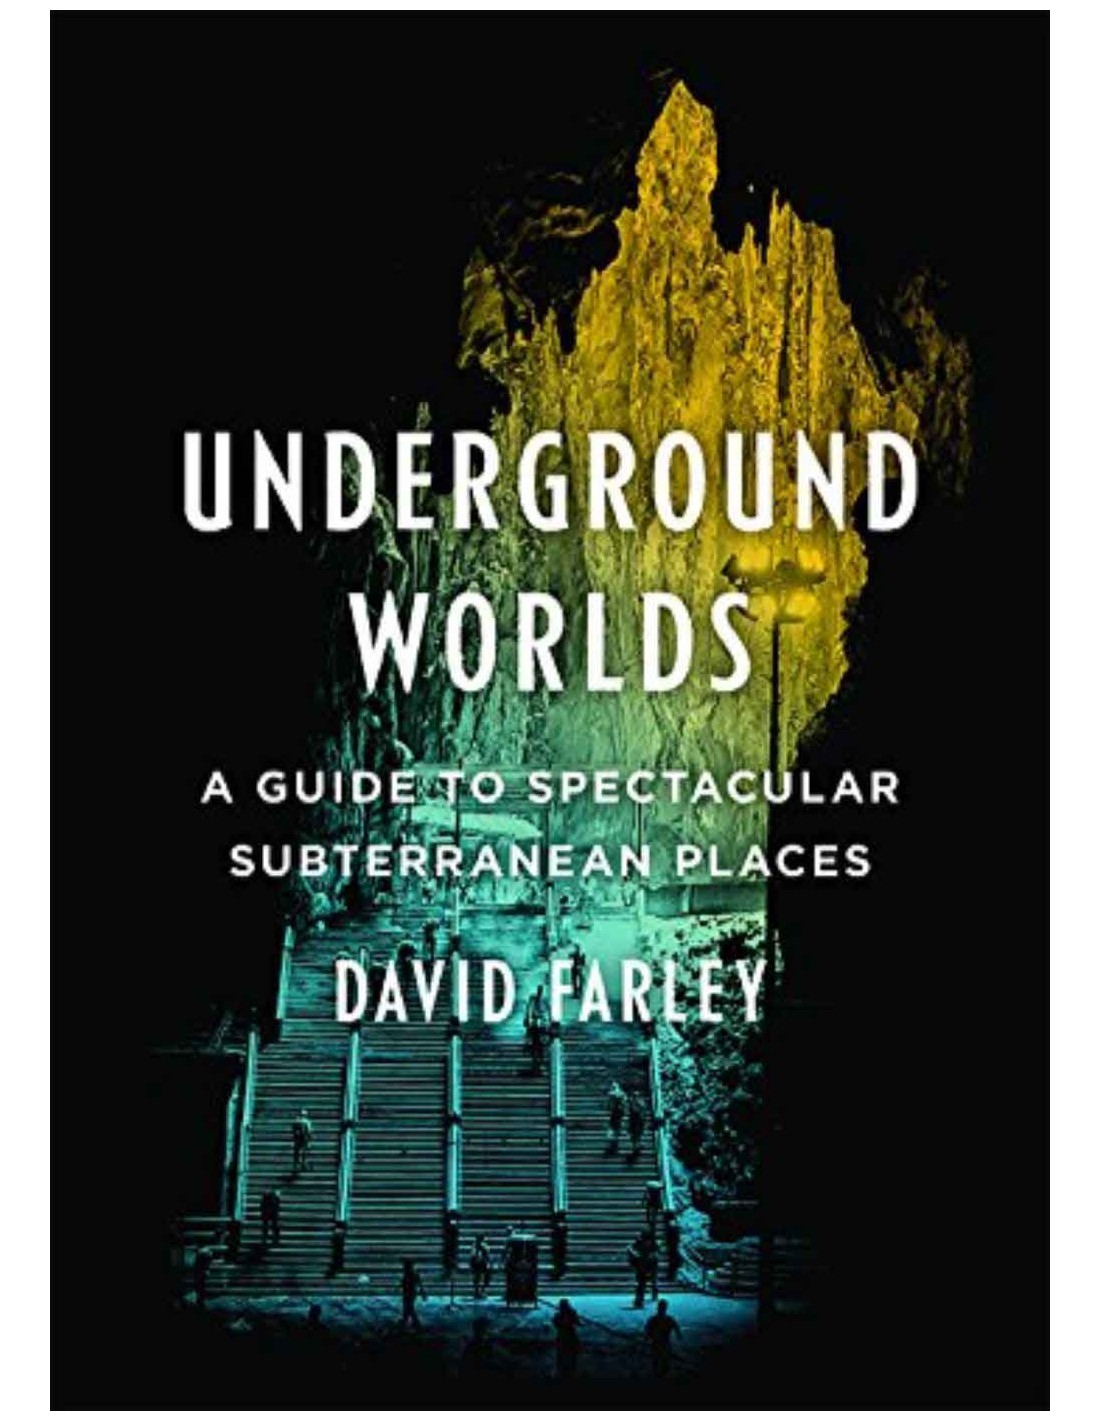 UNDERGROUND
WORLDS
A GUIDE TO SPECTACULAR
SUBTERRANEAN PLACES
DAVID FARLEY